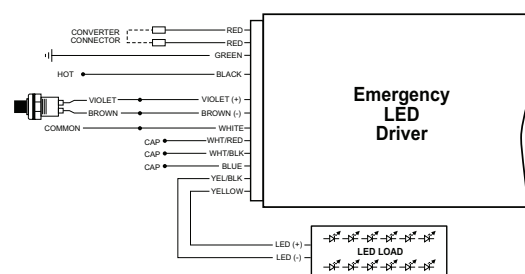 CONVERTER
CONNECTOR
RED
RED
GREEN
HOT
BLACK
VIOLET
VIOLET (+)
BROWN
BROWN (-)
COMMON
WHITE
CAP
WHT/RED
CAP
WHT/BLK
CAP
BLUE
YEL/BLK
YELLOW
Emergency
LED
Driver
LED (+)
LED (-)
LED LOAD